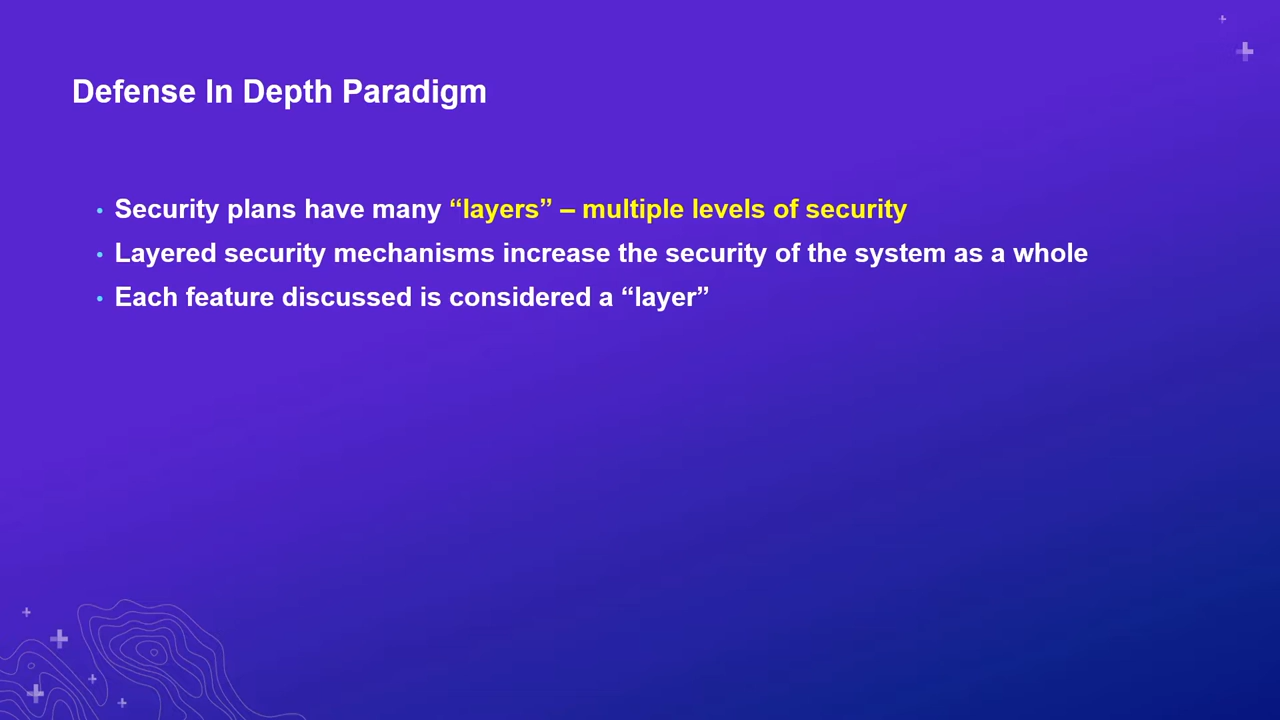 Defense In Depth Paradigm
• Security plans have many “layers” – multiple levels of security
• Layered security mechanisms increase the security of the system as a whole
• Each feature discussed is considered a “layer”